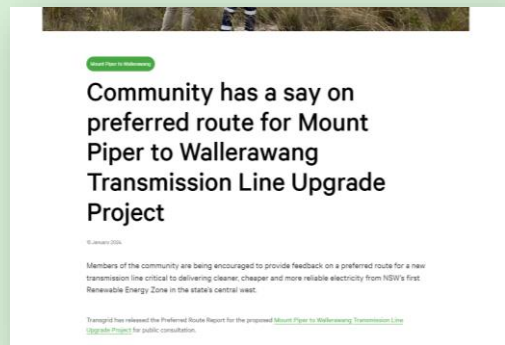 Mount Piper to Wallerawang
Community has a say on
preferred route for Mount
Piper to Wallerawang
Transmission Line Upgrade
Project
15 January 2024
Members of the community are being encouraged to provide feedback on a preferred route for a new
transmission line critical to delivering cleaner, cheaper and more reliable electricity from NSW's first
Renewable Energy Zone in the state's central west.
Transgrid has released the Preferred Route Report for the proposed Mount Piper to Wallerawang Transmission Line
Upgrade Project for public consultation.